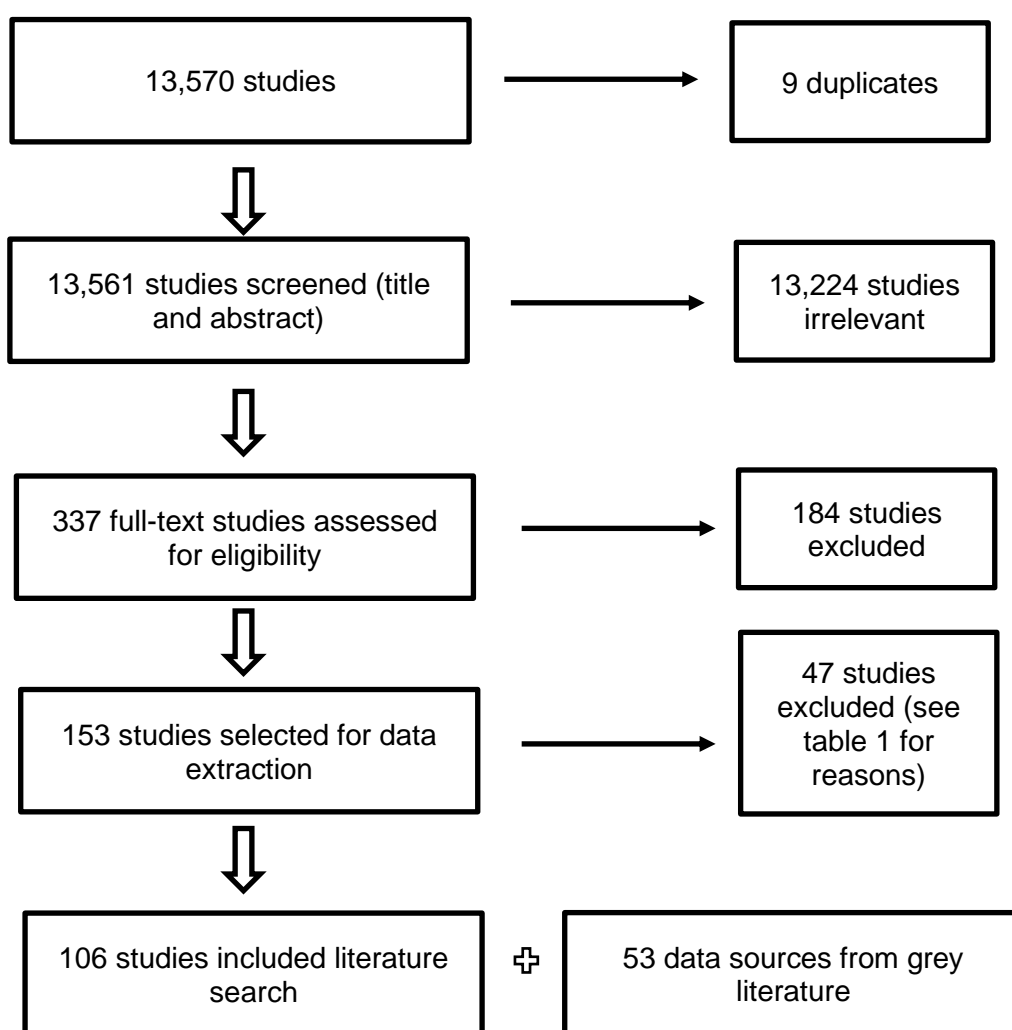 13,570 studies
9 duplicates
13,561 studies screened (title
and abstract)
13,224 studies
irrelevant
337 full-text studies assessed
for eligibility
184 studies
excluded
153 studies selected for data
extraction
47 studies
excluded (see
table 1 for
reasons)
106 studies included literature
search
53 data sources from grey
literature